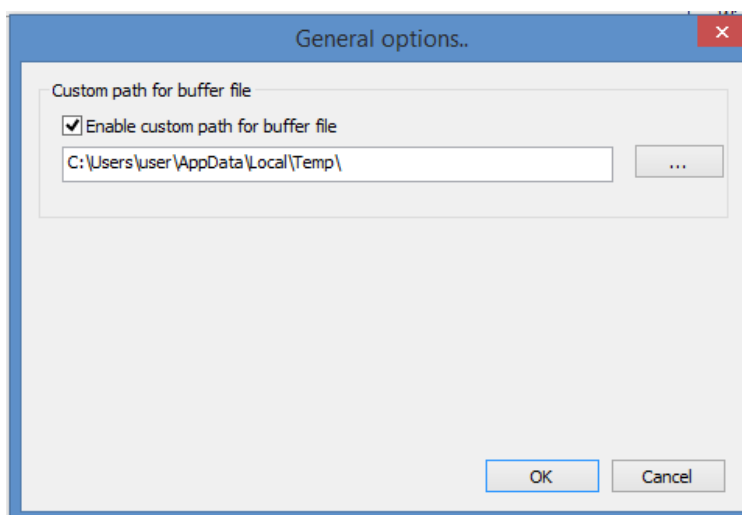 General options..
Custom path for buffer file
Enable custom path for buffer file
C:\Users\user\AppData\Local\Temp\
...
OK
Cancel